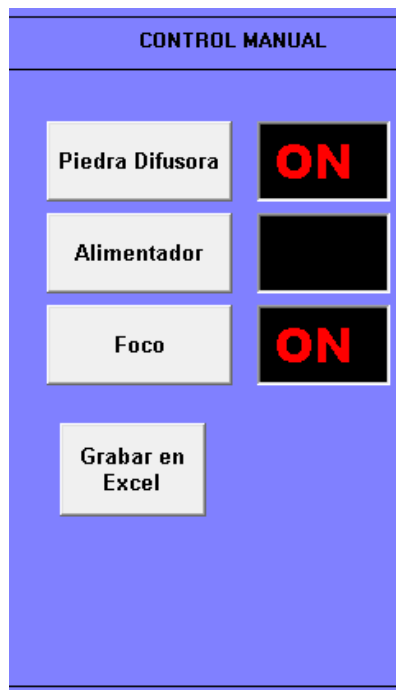 CONTROL MANUAL
Piedra Difusora
ON
Alimentador
Foco
ON
Grabar en
Excel